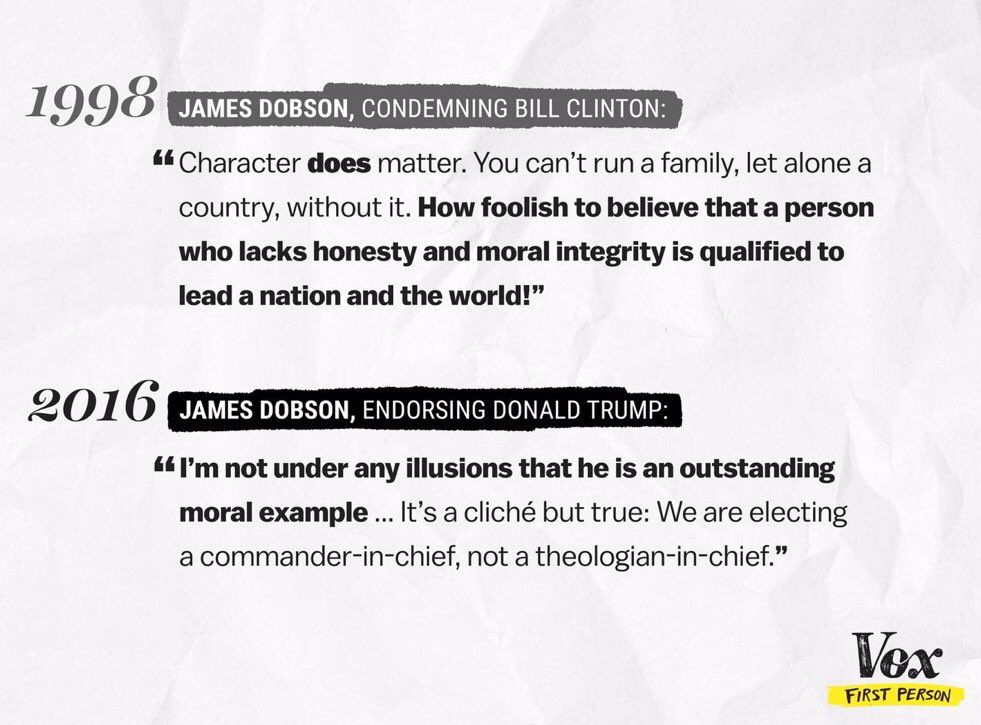 1998 JAMES DOBSON, CONDEMNING BILL CLINTON:
“Character does matter. You can’t run a family, let alone a
country, without it. How foolish to believe that a person
who lacks honesty and moral integrity is qualified to
lead a nation and the world!”
2016 JAMES DOBSON, ENDORSING DONALD TRUMP:
“I’m not under any illusions that he is an outstanding
moral example ... It’s a cliché but true: We are electing
a commander-in-chief, not a theologian-in-chief.”
Vox
FIRST PERSON